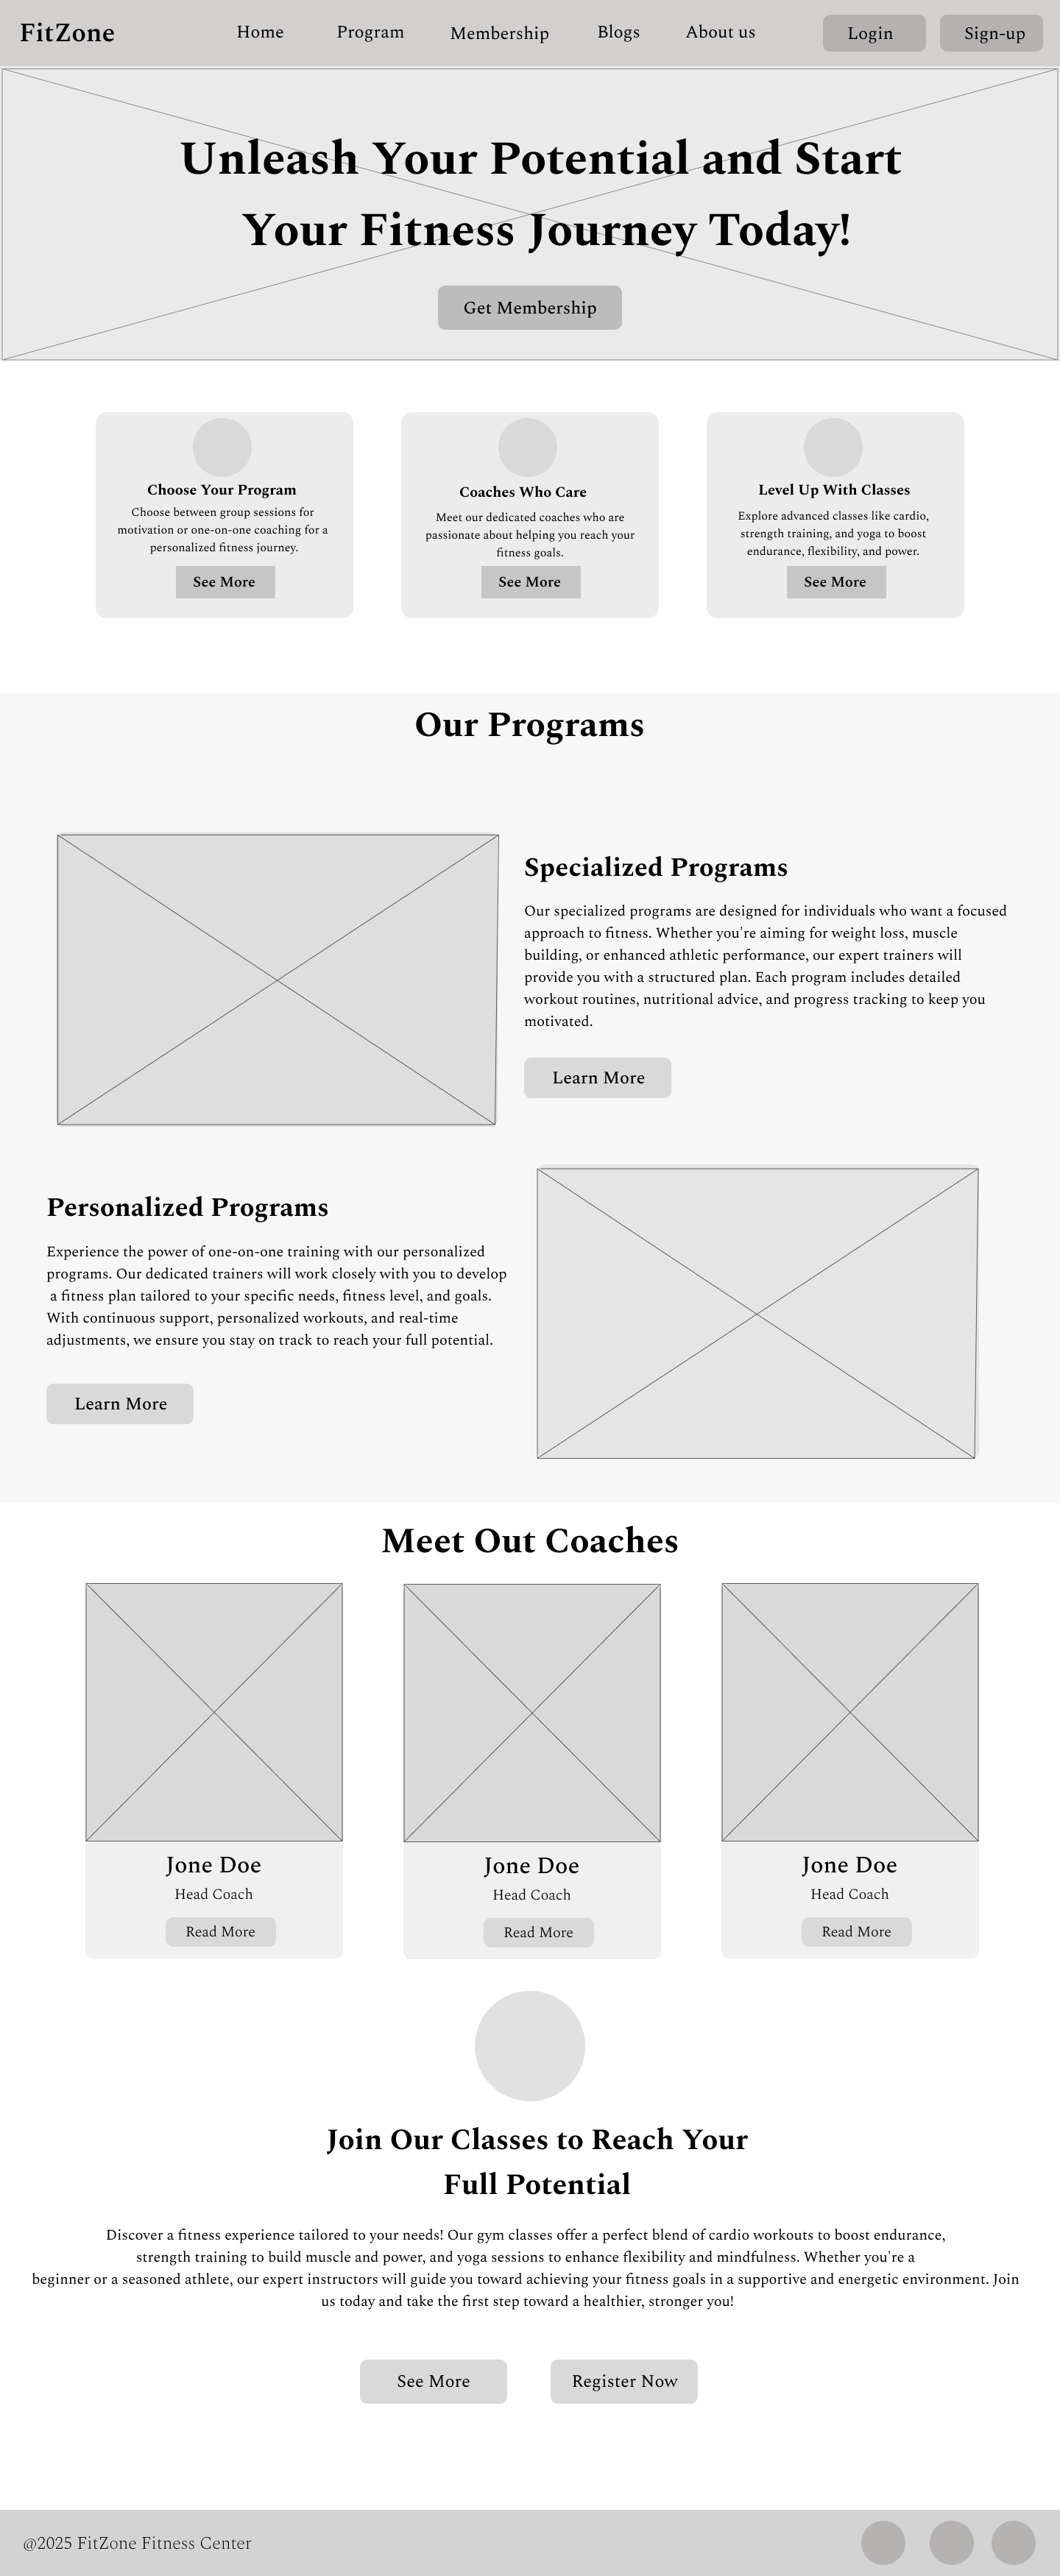 FitZone
Home
Program
Membership
Blogs
About us
Login
Sign-up
Unleash Your Potential and Start
Your Fitness Journey Today!
Get Membership
Choose Your Program
Choose between group sessions for
motivation or one-on-one coaching for a
personalized fitness journey.
See More
Coaches Who Care
Meet our dedicated coaches who are
passionate about helping you reach your
fitness goals.
See More
Level Up With Classes
Explore advanced classes like cardio,
strength training, and yoga to boost
endurance, flexibility, and power.
See More
Our Programs
Specialized Programs
Our specialized programs are designed for individuals who want a focused
approach to fitness. Whether you're aiming for weight loss, muscle
building, or enhanced athletic performance, our expert trainers will
provide you with a structured plan. Each program includes detailed
workout routines, nutritional advice, and progress tracking to keep you
motivated.
Learn More
Personalized Programs
Experience the power of one-on-one training with our personalized
programs. Our dedicated trainers will work closely with you to develop
a fitness plan tailored to your specific needs, fitness level, and goals.
With continuous support, personalized workouts, and real-time
adjustments, we ensure you stay on track to reach your full potential.
Learn More
Meet Out Coaches
Jone Doe
Head Coach
Read More
Jone Doe
Head Coach
Read More
Jone Doe
Head Coach
Read More
Join Our Classes to Reach Your
Full Potential
Discover a fitness experience tailored to your needs! Our gym classes offer a perfect blend of cardio workouts to boost endurance,
strength training to build muscle and power, and yoga sessions to enhance flexibility and mindfulness. Whether you're a
beginner or a seasoned athlete, our expert instructors will guide you toward achieving your fitness goals in a supportive and energetic environment. Join
us today and take the first step toward a healthier, stronger you!
See More
Register Now
@2025 FitZone Fitness Center